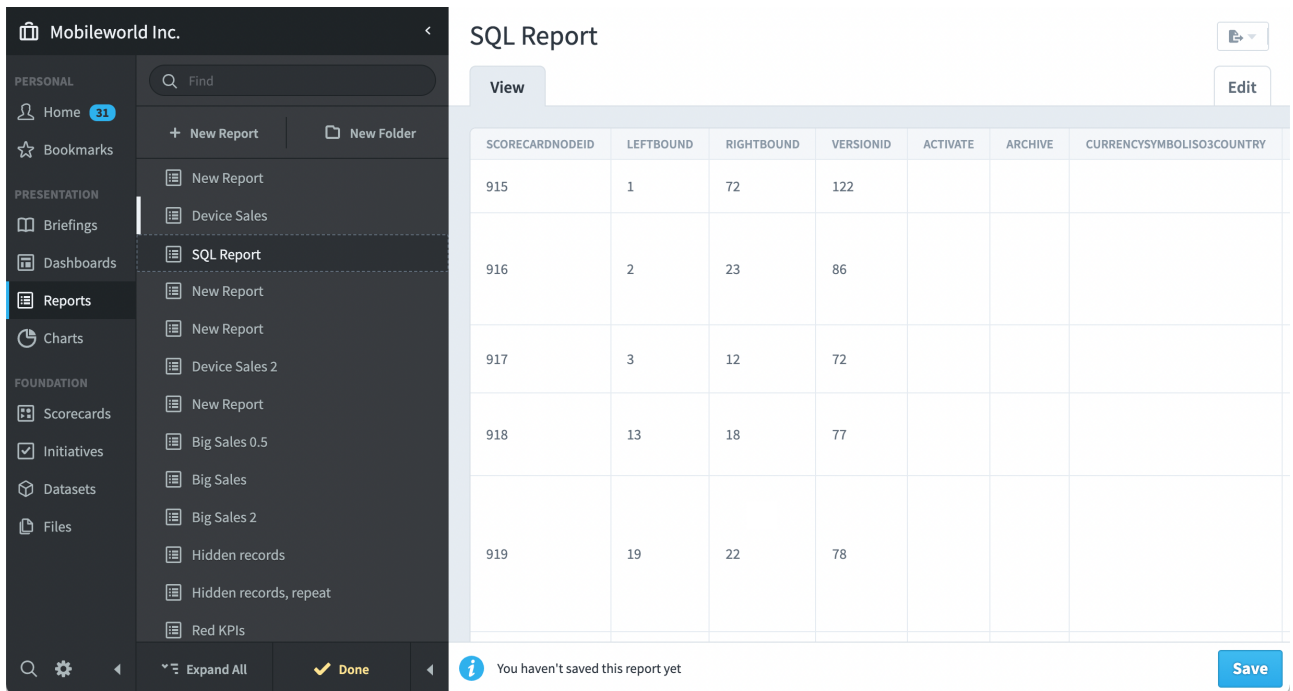 Mobileworld Inc.
PERSONAL
Home 31
Bookmarks
PRESENTATION
Briefings
Dashboards
Reports
Charts
FOUNDATION
Scorecards
Initiatives
Datasets
Files
Find
+ New Report
New Folder
New Report
Device Sales
SQL Report
New Report
New Report
Device Sales 2
New Report
Big Sales 0.5
Big Sales
Big Sales 2
Hidden records
Hidden records, repeat
Red KPIs
Expand All
Done
SQL Report
View
Edit
SCORECARDNODEID LEFTBOUND RIGHTBOUND VERSIONID ACTIVATE ARCHIVE CURRENCYSYMBOLISO3COUNTRY
915 1 72 122
916 2 23 86
917 3 12 72
918 13 18 77
919 19 22 78
You haven't saved this report yet
Save